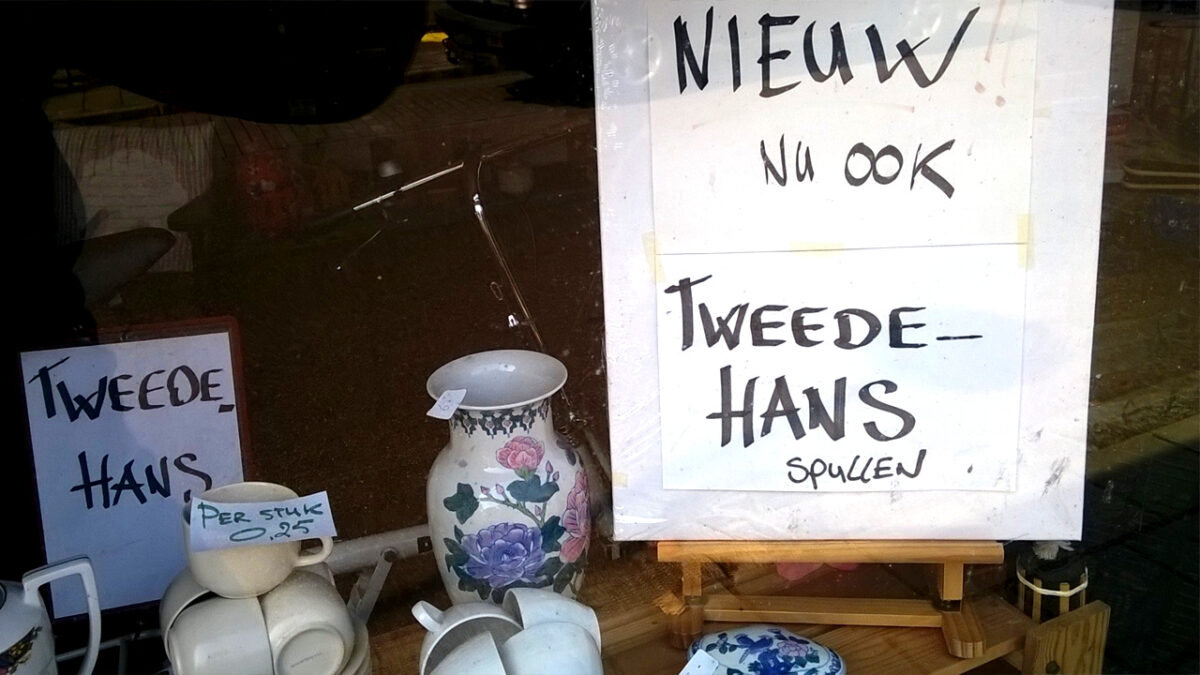 NIEUW!!
NU OOK
TWEEDE-
HANS
SPULLEN
TWEEDE-
HANS
PER STUK
0,25